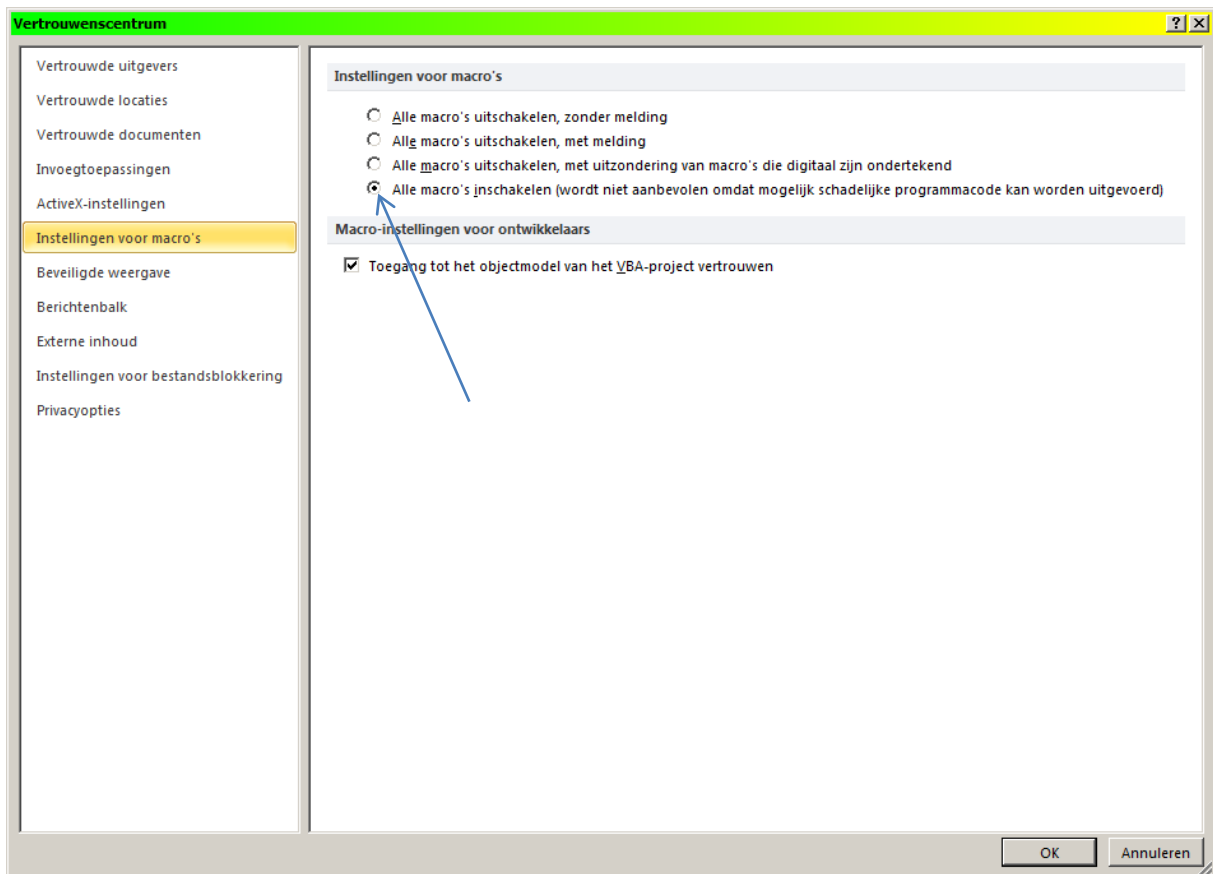 Vertrouwenscentrum
Vertrouwde uitgevers
Vertrouwde locaties
Vertrouwde documenten
Invoegtoepassingen
ActiveX-instellingen
Instellingen voor macro's
Beveiligde weergave
Berichtenbalk
Externe inhoud
Instellingen voor bestandsblokkering
Privacyopties
Instellingen voor macro's
Alle macro's uitschakelen, zonder melding
Alle macro's uitschakelen, met melding
Alle macro's uitschakelen, met uitzondering van macro's die digitaal zijn ondertekend
Alle macro's inschakelen (wordt niet aanbevolen omdat mogelijk schadelijke programmacode kan worden uitgevoerd)
Macro-instellingen voor ontwikkelaars
Toegang tot het objectmodel van het VBA-project vertrouwen
OK
Annuleren